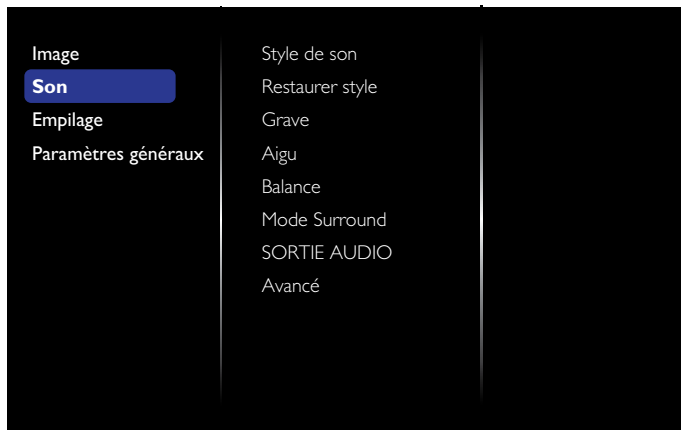 Image
Son
Empilage
Paramètres généraux
Style de son
Restaurer style
Grave
Aigu
Balance
Mode Surround
SORTIE AUDIO
Avancé